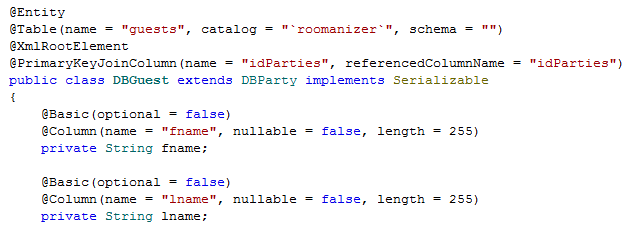 @Entity
@Table(name = "guests", catalog = "`roomanizer`", schema = "")
@XmlRootElement
@PrimaryKeyJoinColumn(name = "idParties", referencedColumnName = "idParties")
public class DBGuest extends DBParty implements Serializable
{
    @Basic(optional = false)
    @Column(name = "fname", nullable = false, length = 255)
    private String fname;

    @Basic(optional = false)
    @Column(name = "lname", nullable = false, length = 255)
    private String lname;